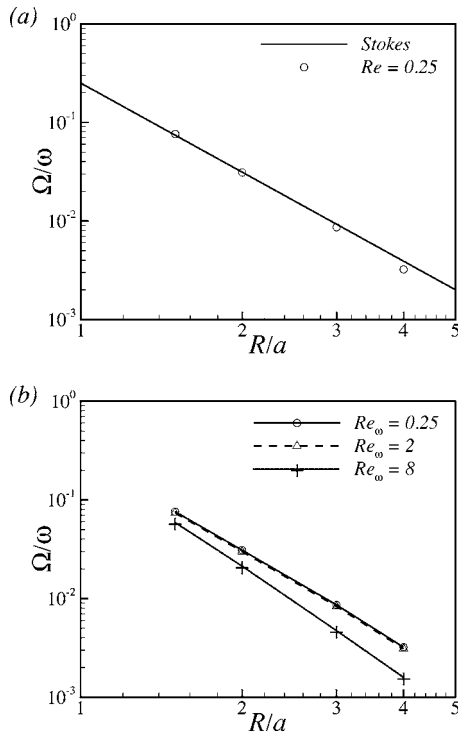 (a)
10⁰
10⁻¹
10⁻²
10⁻³
Ω/ω
Stokes
Re = 0.25
1
2
3
4
5
R/a
(b)
10⁰
10⁻¹
10⁻²
10⁻³
Ω/ω
Re_ω = 0.25
Re_ω = 2
Re_ω = 8
1
2
3
4
5
R/a